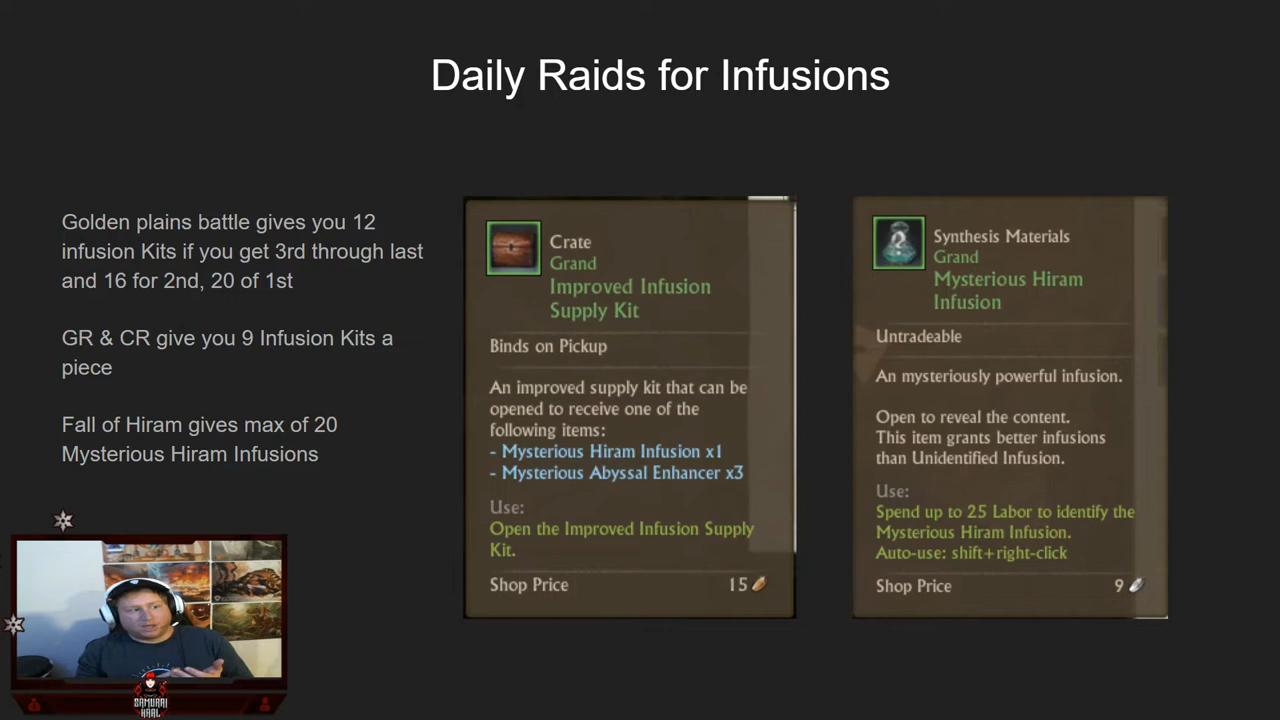 Daily Raids for Infusions
Golden plains battle gives you 12
infusion Kits if you get 3rd through last
and 16 for 2nd, 20 of 1st
GR & CR give you 9 Infusion Kits a
piece
Fall of Hiram gives max of 20
Mysterious Hiram Infusions
Crate
Grand
Improved Infusion
Supply Kit
Binds on Pickup
An improved supply kit that can be
opened to receive one of the
following items:
- Mysterious Hiram Infusion x1
- Mysterious Abyssal Enhancer x3
Use:
Open the Improved Infusion Supply
Kit.
Shop Price 15
Synthesis Materials
Grand
Mysterious Hiram
Infusion
Untradeable
An mysteriously powerful infusion.
Open to reveal the content.
This item grants better infusions
than Unidentified Infusion.
Use:
Spend up to 25 Labor to identify the
Mysterious Hiram Infusion.
Auto-use: shift+right-click
Shop Price 9
SAMURAI
KARL